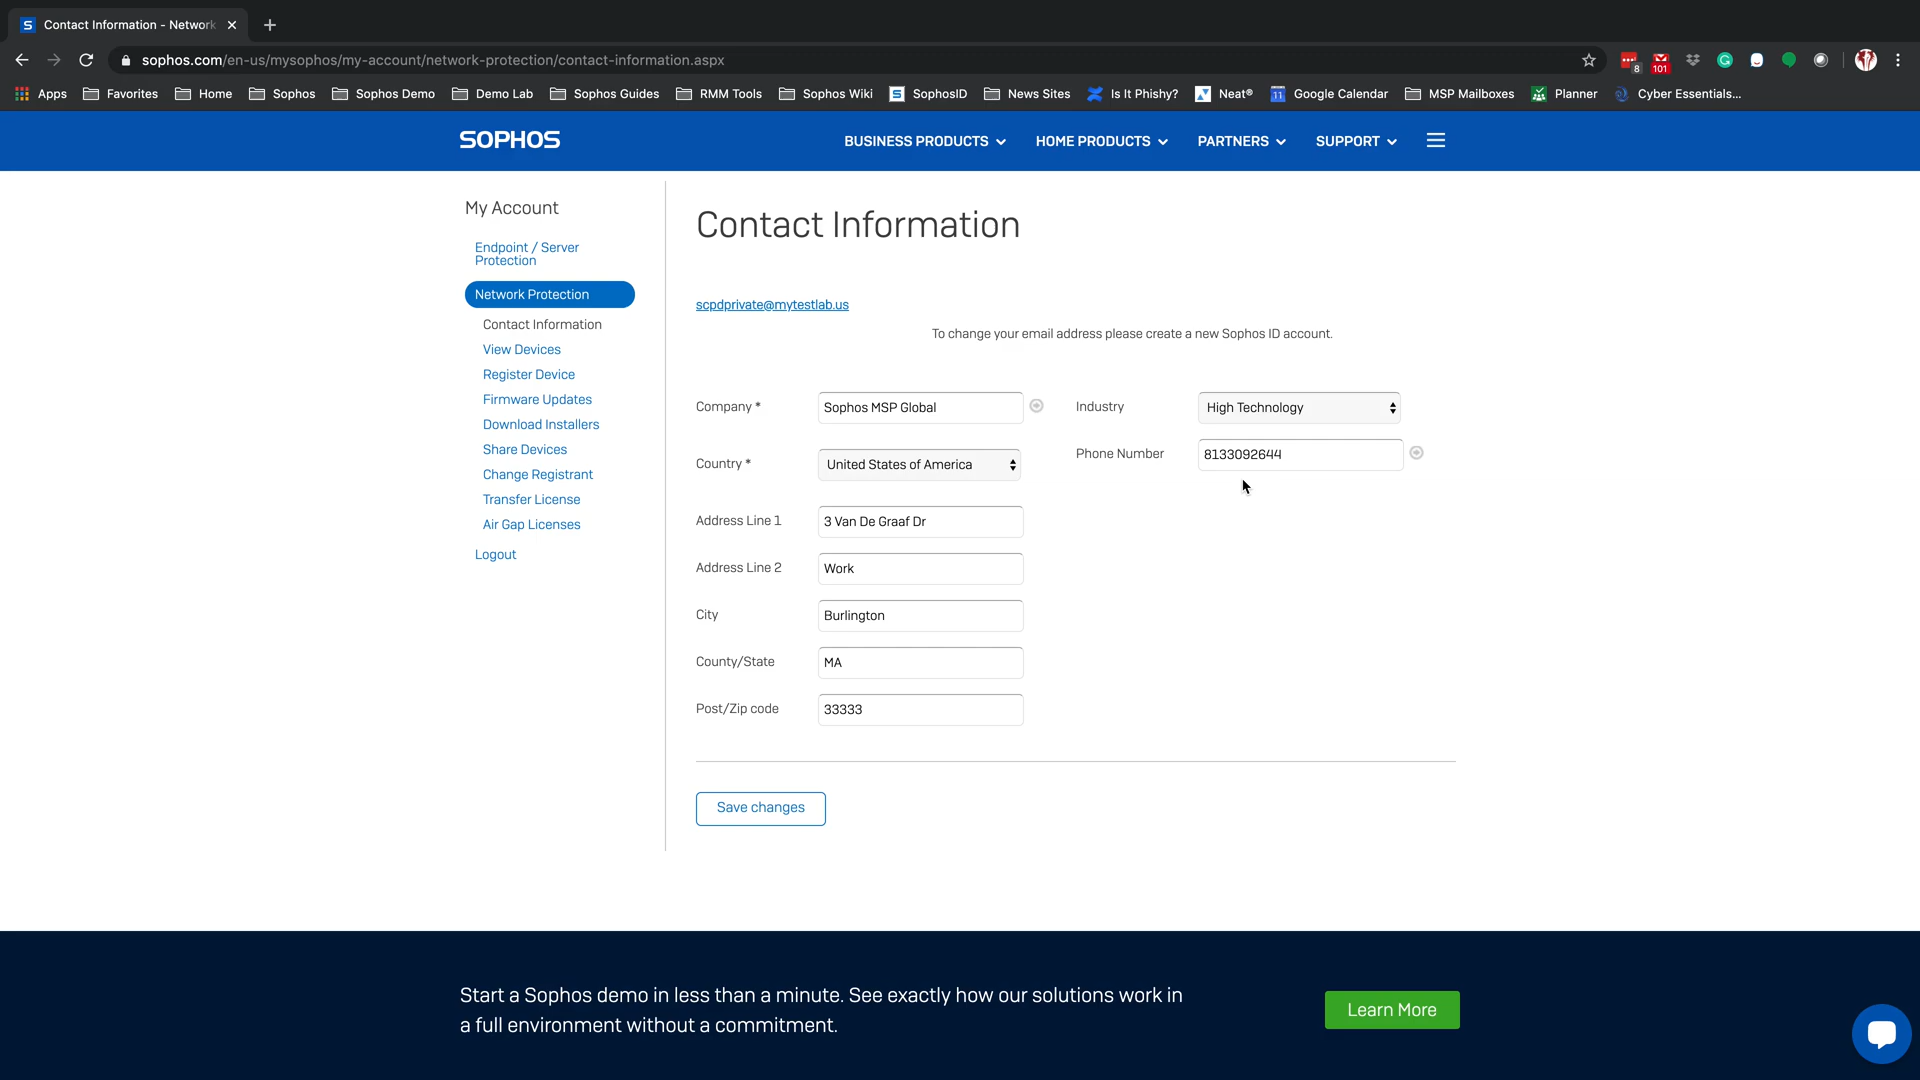 Contact Information - Network
sophos.com/en-us/mysophos/my-account/network-protection/contact-information.aspx
8
101
Apps Favorites Home Sophos Sophos Demo Demo Lab Sophos Guides RMM Tools Sophos Wiki SophosID News Sites Is It Phishy? Neat® Google Calendar MSP Mailboxes Planner Cyber Essentials...
SOPHOS BUSINESS PRODUCTS HOME PRODUCTS PARTNERS SUPPORT
My Account
Endpoint / Server
Protection
Network Protection
Contact Information
View Devices
Register Device
Firmware Updates
Download Installers
Share Devices
Change Registrant
Transfer License
Air Gap Licenses
Logout
Contact Information
scpdprivate@mytestlab.us
To change your email address please create a new Sophos ID account.
Company * Sophos MSP Global Industry High Technology
Country * United States of America Phone Number 8133092644
Address Line 1 3 Van De Graaf Dr
Address Line 2 Work
City Burlington
County/State MA
Post/Zip code 33333
Save changes
Start a Sophos demo in less than a minute. See exactly how our solutions work in
a full environment without a commitment.
Learn More